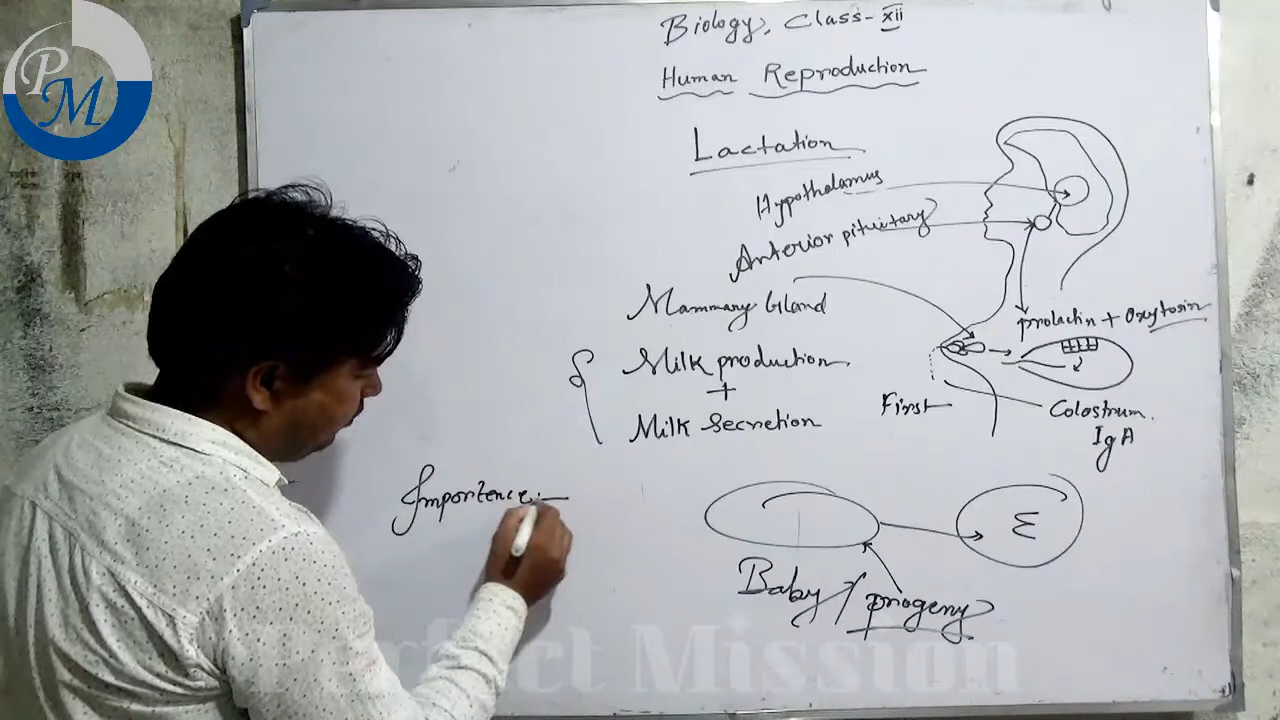 PM
Biology, Class-XII
Human Reproduction
Lactation
Hypothalamus
Anterior pituitary
Mammary Gland
prolactin + Oxytosin
Milk production
+
Milk Secretion
First
Colostrum.
IgA
Importence:-
Baby / progeny
Perfect Mission